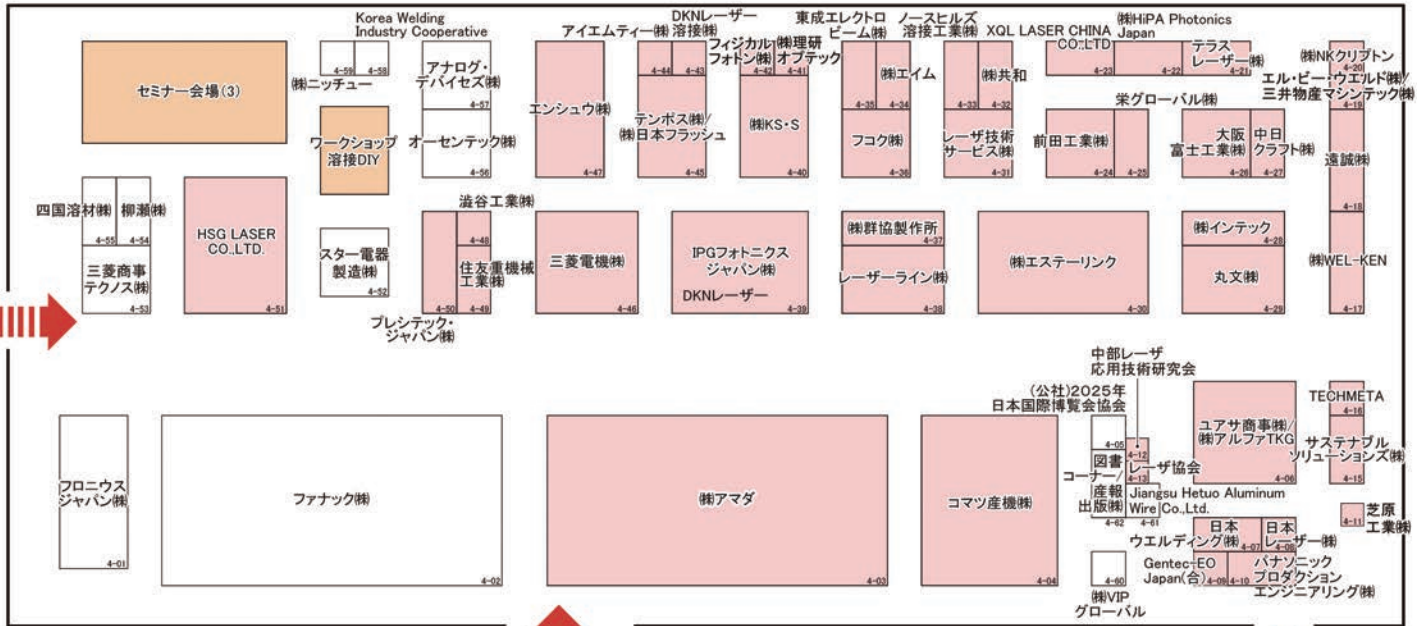 Korea Welding
Industry Cooperative
4-59
4-58
㈱ニッチュー
セミナー会場(3)
ワークショップ
溶接DIY
アナログ・
デバイセズ㈱
4-57
オーセンテック㈱
4-56
アイエムティー㈱
エンシュウ㈱
4-47
DKNレーザー
溶接㈱
4-44
4-43
テンポス㈱/
㈱日本フラッシュ
4-45
フィジカル
フォトン㈱
4-42
㈱理研
オプテック
4-41
㈱KS・S
4-40
東成エレクトロ
ビーム㈱
4-35
㈱エイム
4-34
フコク㈱
4-36
ノースヒルズ
溶接工業㈱
4-33
㈱共和
4-32
レーザ技術
サービス㈱
4-31
XQL LASER CHINA
CO.,LTD
4-23
㈱HiPA Photonics
Japan
4-22
テラス
レーザー㈱
4-21
前田工業㈱
4-24
栄グローバル㈱
4-25
大阪
富士工業㈱
4-26
中日
クラフト㈱
4-27
㈱NKクリプトン
4-20
エル・ビー・ウエルド㈱/
三井物産マシンテック㈱
4-19
遠誠㈱
4-18
四国溶材㈱
4-55
柳瀬㈱
4-54
三菱商事
テクノス㈱
4-53
HSG LASER
CO.,LTD.
4-51
スター電器
製造㈱
4-52
澁谷工業㈱
4-48
住友重機械
工業㈱
4-49
4-50
プレシテック・
ジャパン㈱
三菱電機㈱
4-46
IPGフォトニクス
ジャパン㈱
DKNレーザー
4-39
㈱群協製作所
4-37
レーザーライン㈱
4-38
㈱エステーリンク
4-30
㈱インテック
4-28
丸文㈱
4-29
㈱WEL-KEN
4-17
フロニウス
ジャパン㈱
4-01
ファナック㈱
4-02
㈱アマダ
4-03
コマツ産機㈱
4-04
中部レーザ
応用技術研究会
(公社)2025年
日本国際博覧会協会
4-05
4-12
図書
コーナー/
産報
出版㈱
4-62
レーザ協会
4-13
Jiangsu Hetuo Aluminum
Wire Co.,Ltd.
4-61
4-60
㈱VIP
グローバル
ユアサ商事㈱/
㈱アルファTKG
4-06
TECHMETA
4-16
サステナブル
ソリューションズ㈱
4-15
芝原
工業㈱
4-11
日本
ウエルディング㈱
4-07
日本
レーザー㈱
4-08
Gentec-EO
Japan(合)
4-09
4-10
パナソニック
プロダクション
エンジニアリング㈱